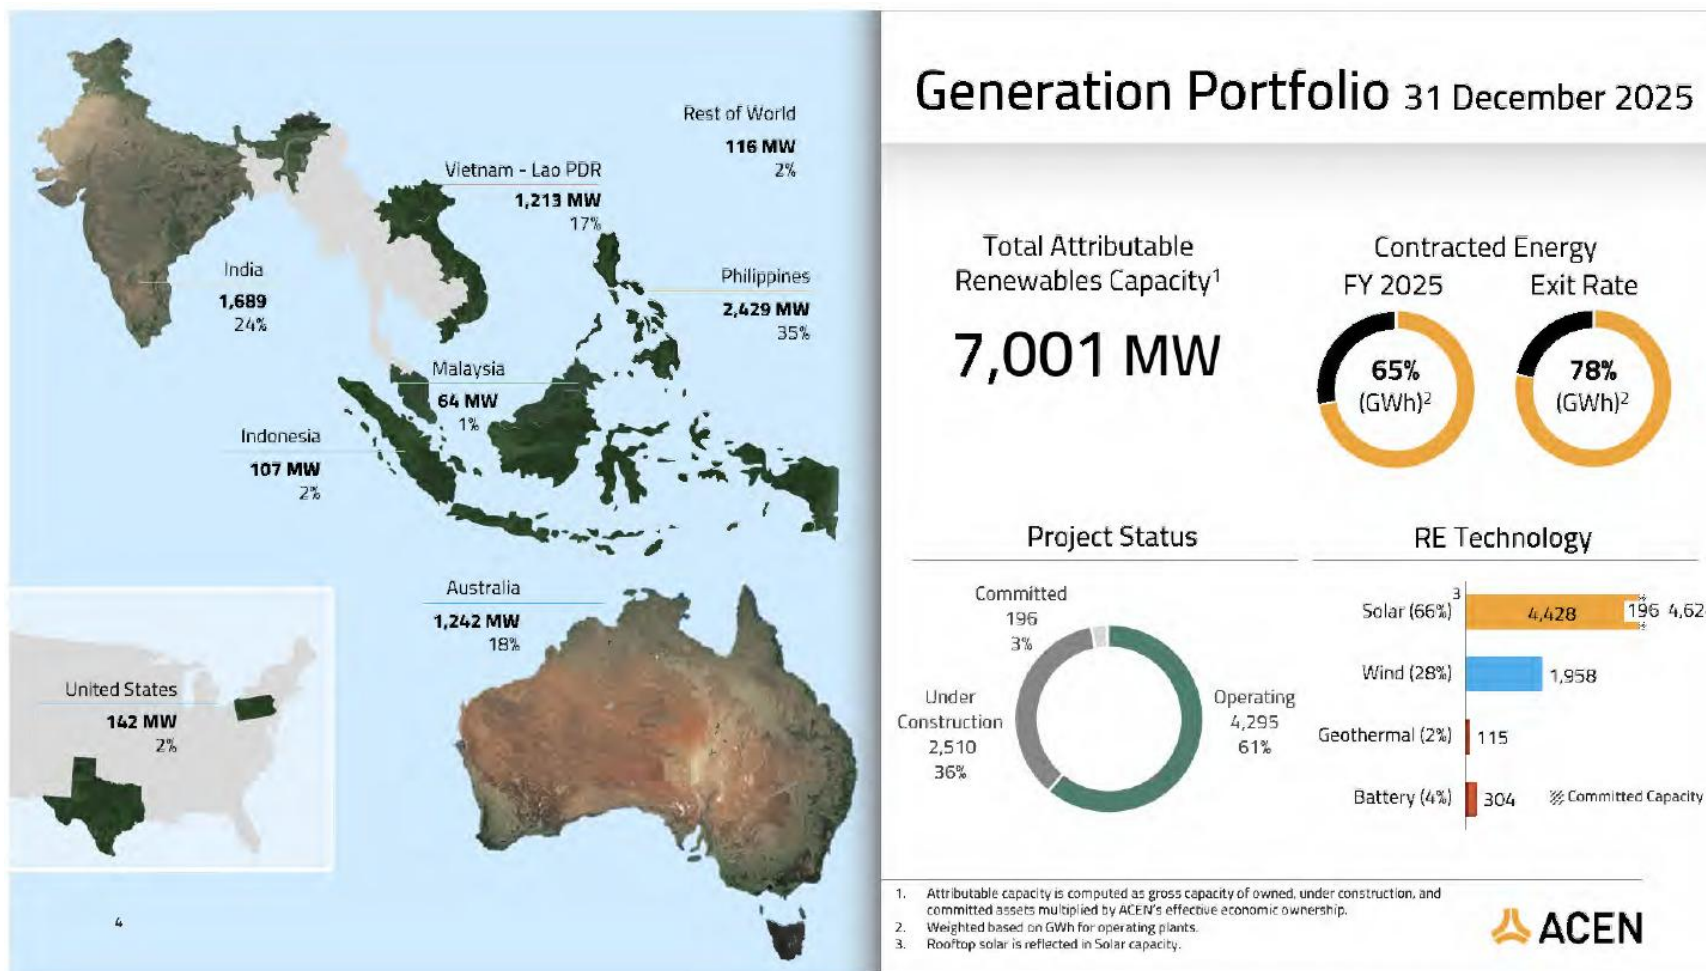 Rest of World
116 MW
2%
Vietnam - Lao PDR
1,213 MW
17%
India
1,689
24%
Philippines
2,429 MW
35%
Malaysia
64 MW
1%
Indonesia
107 MW
2%
Australia
1,242 MW
18%
United States
142 MW
2%
4
Generation Portfolio 31 December 2025
Total Attributable
Renewables Capacity1
7,001 MW
Contracted Energy
FY 2025
Exit Rate
65%
(GWh)2
78%
(GWh)2
Project Status
Committed
196
3%
Under
Construction
2,510
36%
Operating
4,295
61%
RE Technology
3
Solar (66%)
4,428
196
Wind (28%)
1,958
Geothermal (2%)
115
Battery (4%)
304
Committed Capacity
1. Attributable capacity is computed as gross capacity of owned, under construction, and
committed assets multiplied by ACEN's effective economic ownership.
2. Weighted based on GWh for operating plants.
3. Rooftop solar is reflected in Solar capacity.
ACEN